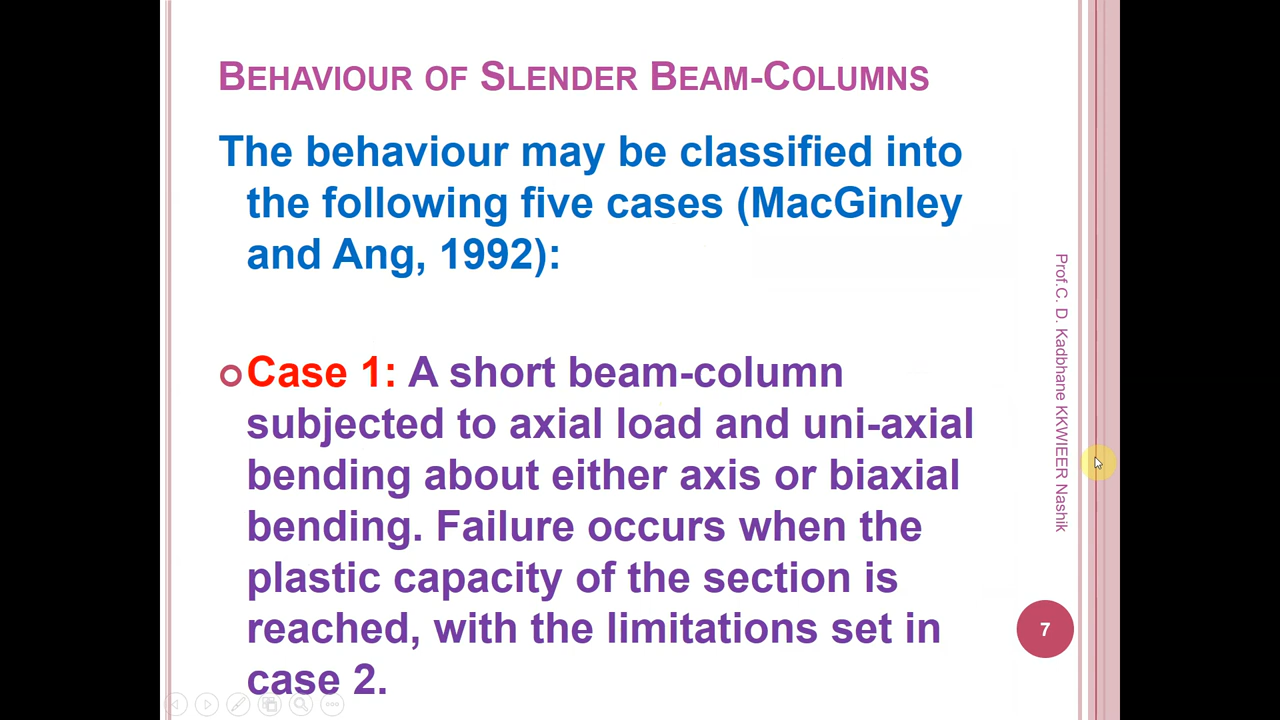 BEHAVIOUR OF SLENDER BEAM-COLUMNS
The behaviour may be classified into
the following five cases (MacGinley
and Ang, 1992):
Case 1: A short beam-column
subjected to axial load and uni-axial
bending about either axis or biaxial
bending. Failure occurs when the
plastic capacity of the section is
reached, with the limitations set in
case 2.
Prof.C. D. Kadbhane KKWIEER Nashik
7